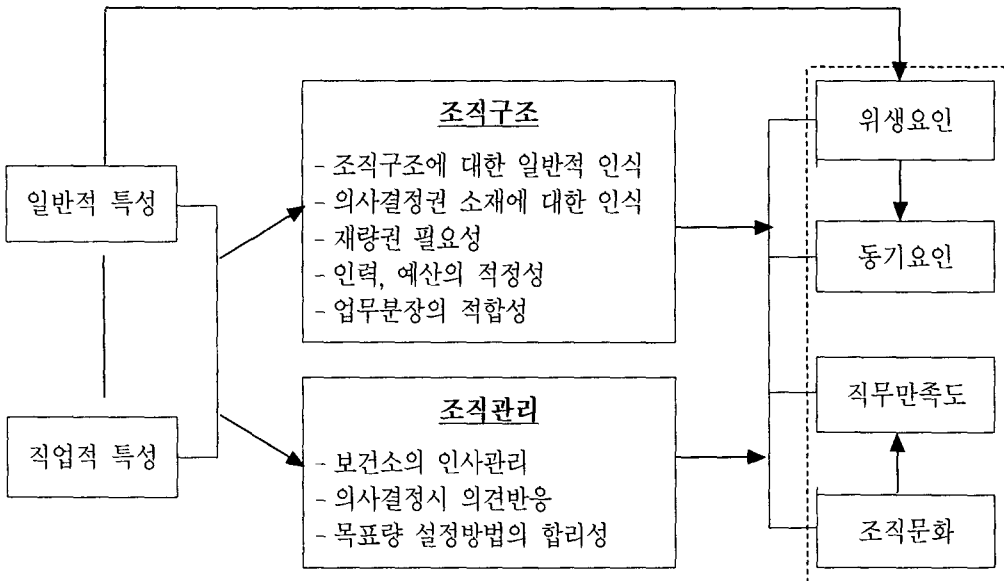 일반적 특성
직업적 특성
조직구조
- 조직구조에 대한 일반적 인식
- 의사결정권 소재에 대한 인식
- 재량권 필요성
- 인력, 예산의 적정성
- 업무분장의 적합성
조직관리
- 보건소의 인사관리
- 의사결정시 의견반응
- 목표량 설정방법의 합리성
위생요인
동기요인
직무만족도
조직문화